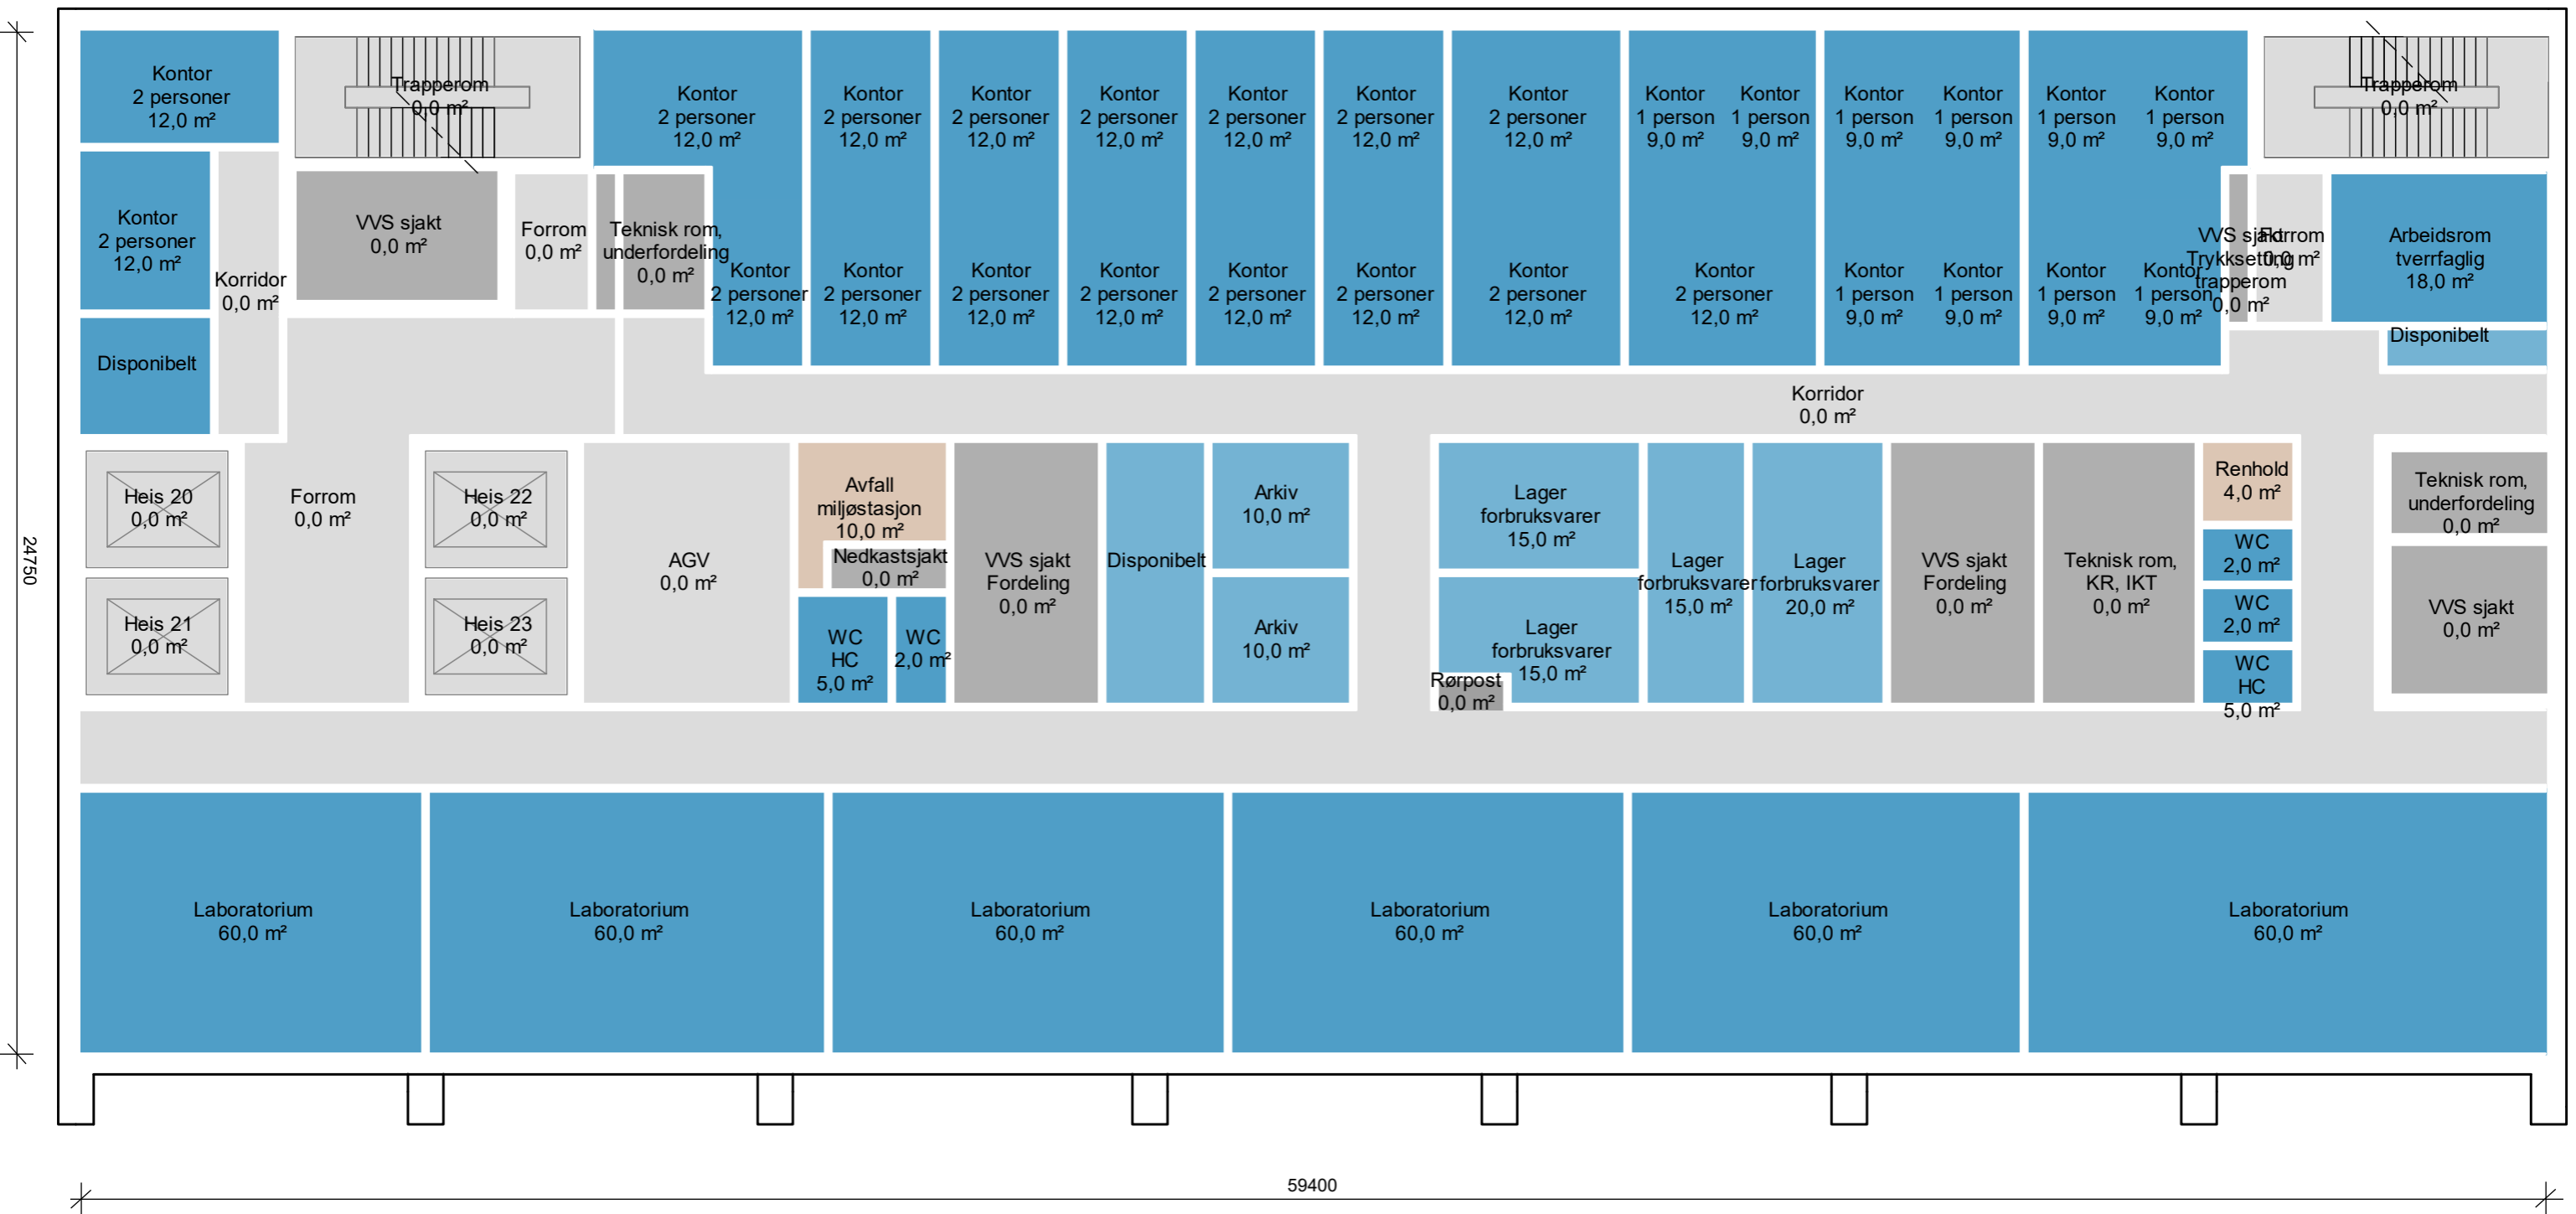 Kontor
2 personer
12,0 m²
Trapperom
0,0 m²
Kontor
2 personer
12,0 m²
Kontor
2 personer
12,0 m²
Kontor
2 personer
12,0 m²
Kontor
2 personer
12,0 m²
Kontor
2 personer
12,0 m²
Kontor
2 personer
12,0 m²
Kontor
2 personer
12,0 m²
Kontor
1 person
9,0 m²
Kontor
1 person
9,0 m²
Kontor
1 person
9,0 m²
Kontor
1 person
9,0 m²
Kontor
1 person
9,0 m²
Kontor
1 person
9,0 m²
Trapperom
0,0 m²
Kontor
2 personer
12,0 m²
Korridor
0,0 m²
VVS sjakt
0,0 m²
Forrom
0,0 m²
Teknisk rom,
underfordeling
0,0 m²
Kontor
2 personer
12,0 m²
Kontor
2 personer
12,0 m²
Kontor
2 personer
12,0 m²
Kontor
2 personer
12,0 m²
Kontor
2 personer
12,0 m²
Kontor
2 personer
12,0 m²
Kontor
2 personer
12,0 m²
Kontor
2 personer
12,0 m²
Kontor
1 person
9,0 m²
Kontor
1 person
9,0 m²
Kontor
1 person
9,0 m²
Kontor
1 person
9,0 m²
VVS sjakt
Trykksetting
trapperom
0,0 m²
Forrom
0,0 m²
Arbeidsrom
tverrfaglig
18,0 m²
Disponibelt
Disponibelt
Korridor
0,0 m²
Heis 20
0,0 m²
Forrom
0,0 m²
Heis 22
0,0 m²
Heis 21
0,0 m²
Heis 23
0,0 m²
AGV
0,0 m²
Avfall
miljøstasjon
10,0 m²
Nedkastsjakt
0,0 m²
WC
HC
5,0 m²
WC
2,0 m²
VVS sjakt
Fordeling
0,0 m²
Disponibelt
Arkiv
10,0 m²
Arkiv
10,0 m²
Lager
forbruksvarer
15,0 m²
Lager
forbruksvarer
15,0 m²
Rørpost
0,0 m²
Lager
forbruksvarer
15,0 m²
Lager
forbruksvarer
20,0 m²
VVS sjakt
Fordeling
0,0 m²
Teknisk rom,
KR, IKT
0,0 m²
Renhold
4,0 m²
WC
2,0 m²
WC
2,0 m²
WC
HC
5,0 m²
Teknisk rom,
underfordeling
0,0 m²
VVS sjakt
0,0 m²
Laboratorium
60,0 m²
Laboratorium
60,0 m²
Laboratorium
60,0 m²
Laboratorium
60,0 m²
Laboratorium
60,0 m²
Laboratorium
60,0 m²
24750
59400